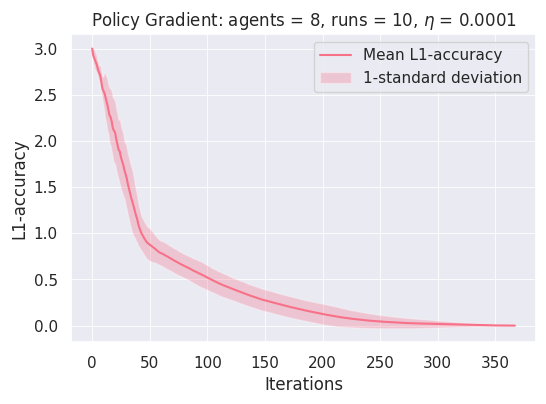 Policy Gradient: agents = 8, runs = 10, η = 0.0001
Mean L1-accuracy
1-standard deviation
L1-accuracy
3.0
2.5
2.0
1.5
1.0
0.5
0.0
0 50 100 150 200 250 300 350
Iterations